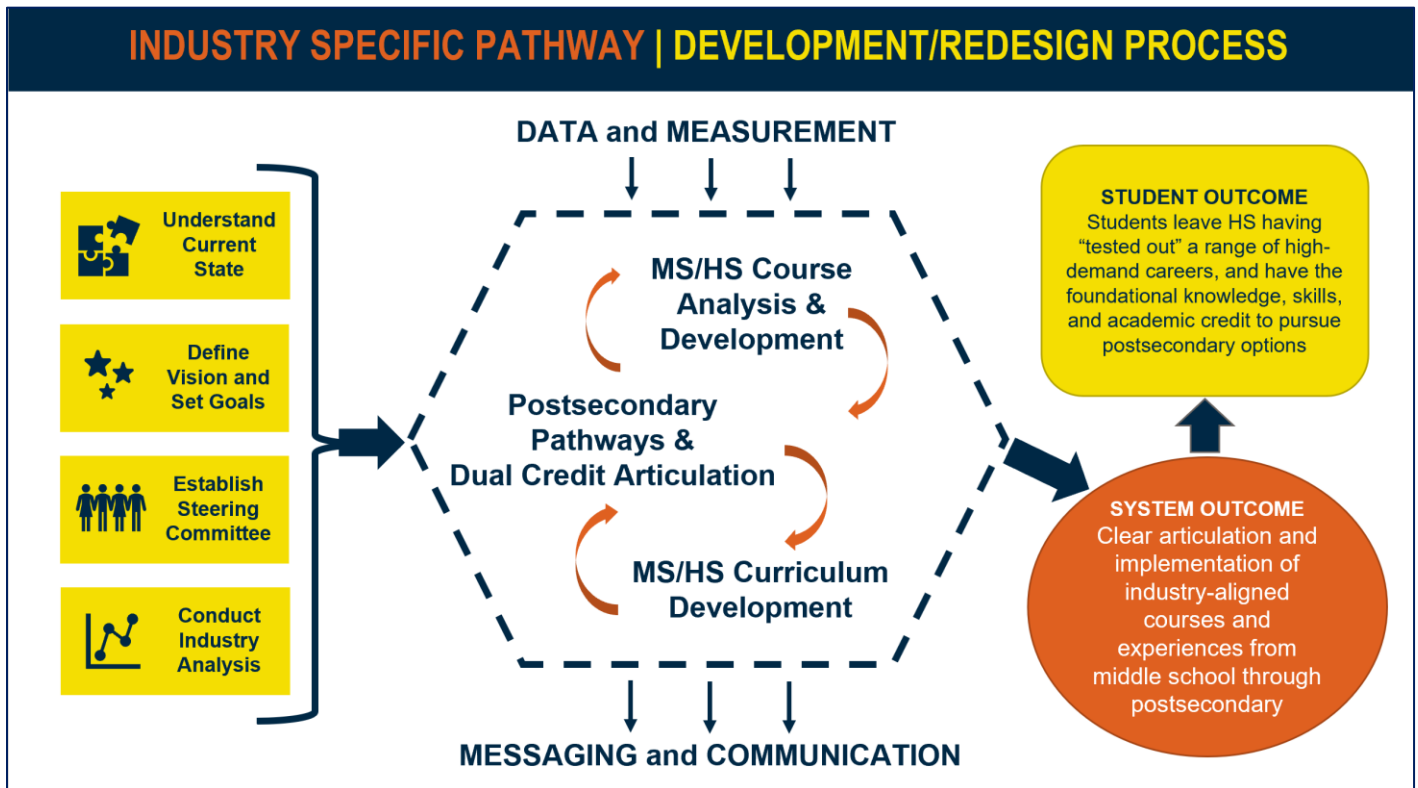 INDUSTRY SPECIFIC PATHWAY | DEVELOPMENT/REDESIGN PROCESS
Understand
Current
State
Define
Vision and
Set Goals
Establish
Steering
Committee
Conduct
Industry
Analysis
DATA and MEASUREMENT
MS/HS Course
Analysis &
Development
Postsecondary
Pathways &
Dual Credit Articulation
MS/HS Curriculum
Development
MESSAGING and COMMUNICATION
STUDENT OUTCOME
Students leave HS having
“tested out” a range of high-
demand careers, and have the
foundational knowledge, skills,
and academic credit to pursue
postsecondary options
SYSTEM OUTCOME
Clear articulation and
implementation of
industry-aligned
courses and
experiences from
middle school through
postsecondary